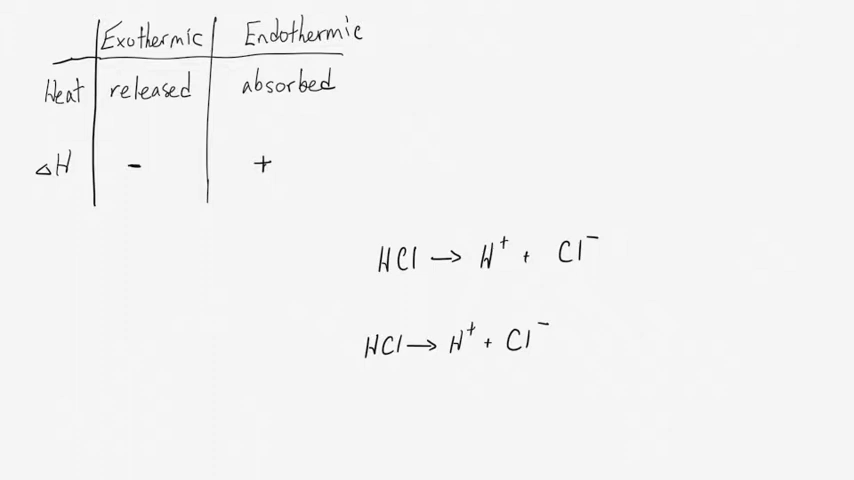 Exothermic Endothermic
Heat released absorbed
ΔH - +
HCl → H⁺ + Cl⁻
HCl → H⁺ + Cl⁻